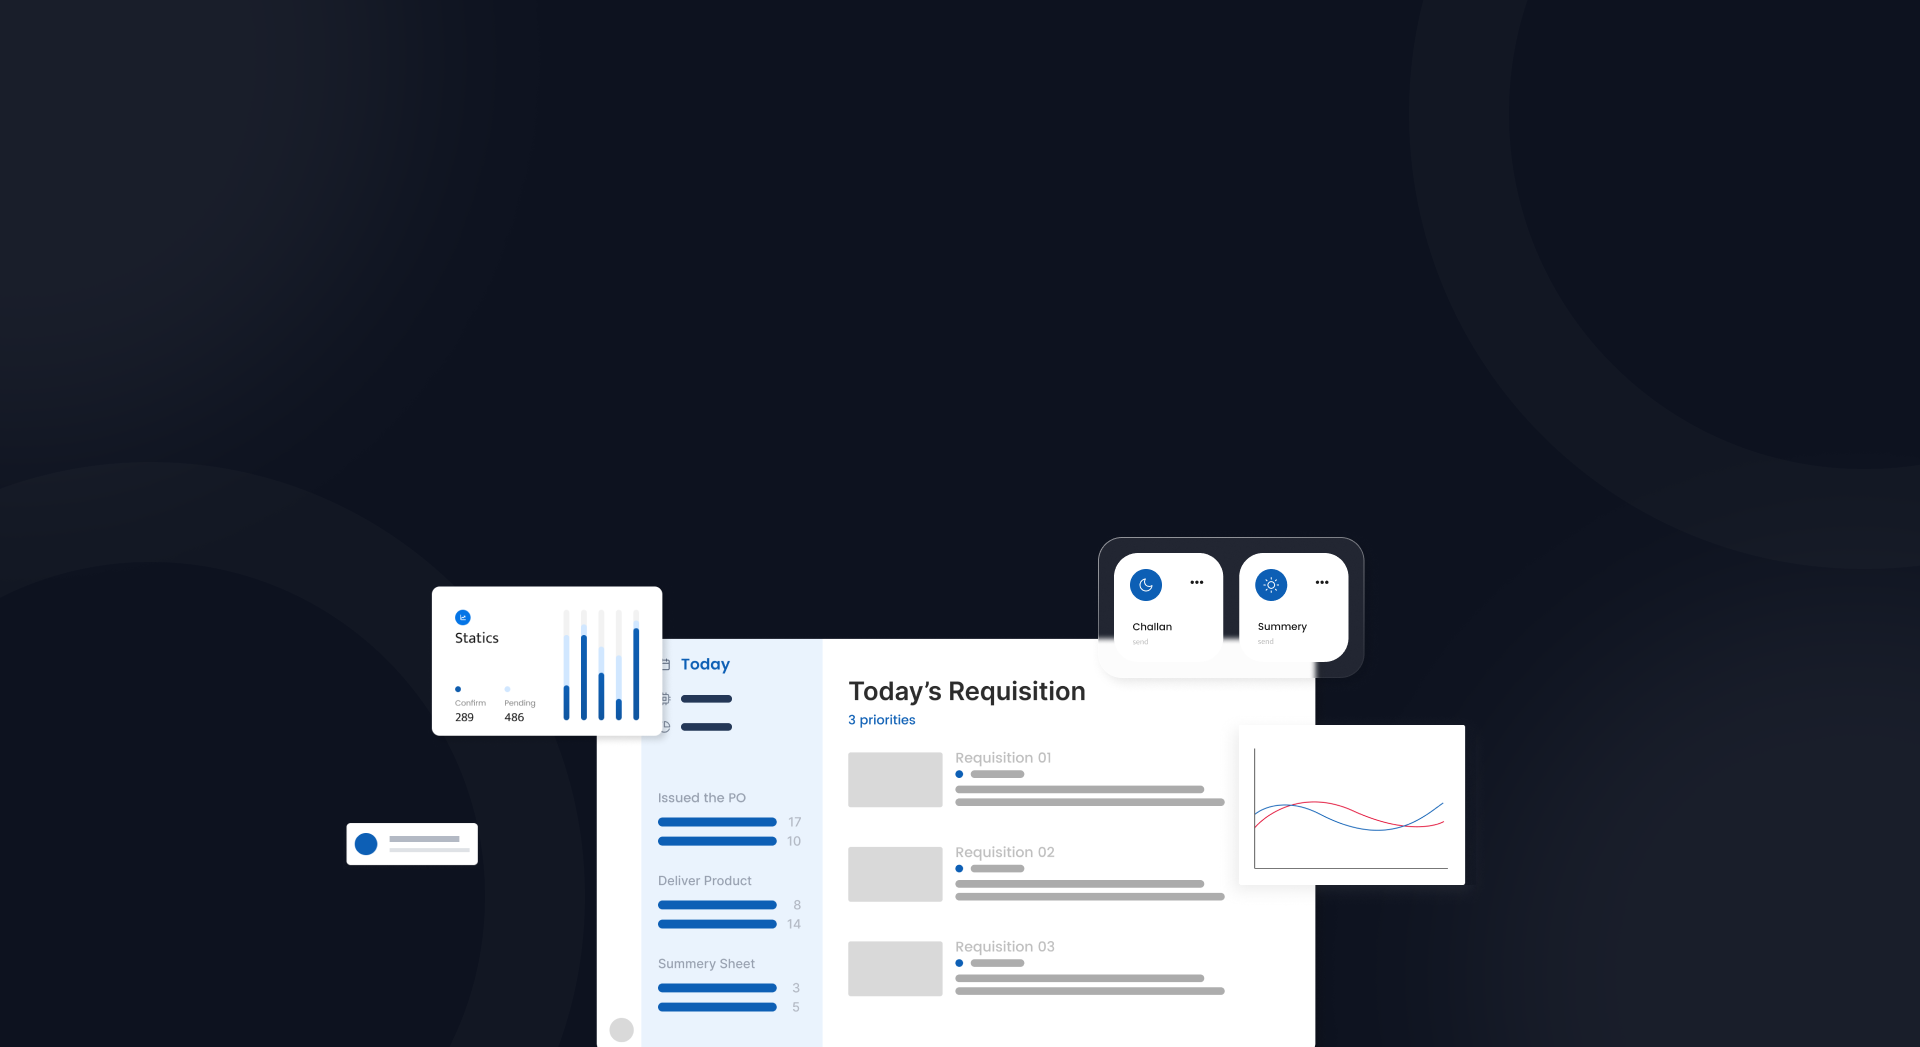 Statics
Confirm
Pending
289
486
Challan
send
Summery
send
Today
Issued the PO
17
10
Deliver Product
8
14
Summery Sheet
3
5
Today’s Requisition
3 priorities
Requisition 01
Requisition 02
Requisition 03